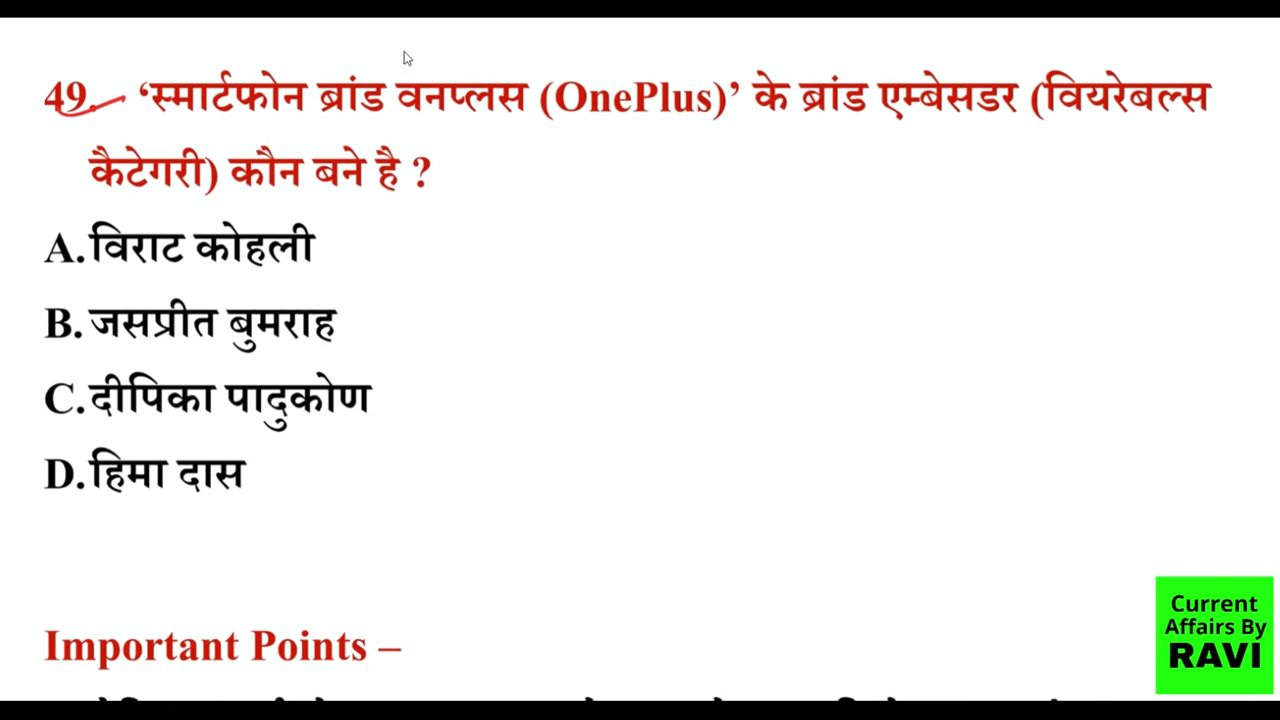 49. ‘स्मार्टफोन ब्रांड वनप्लस (OnePlus)’ के ब्रांड एम्बेसडर (वियरेबल्स
कैटेगरी) कौन बने है ?
A. विराट कोहली
B. जसप्रीत बुमराह
C. दीपिका पादुकोण
D. हिमा दास
Important Points –
Current
Affairs By
RAVI